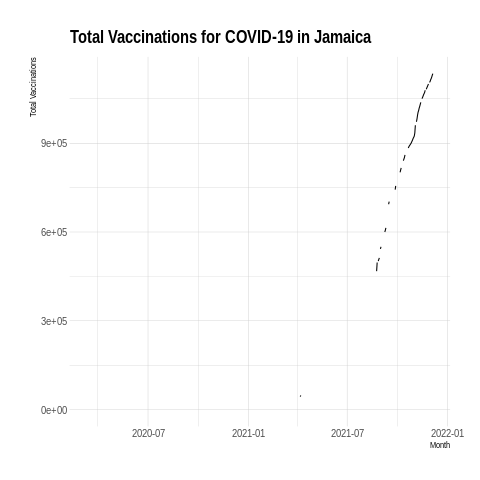 Total Vaccinations for COVID-19 in Jamaica
Total Vaccinations
9e+05
6e+05
3e+05
0e+00
2020-07 2021-01 2021-07 2022-01
Month